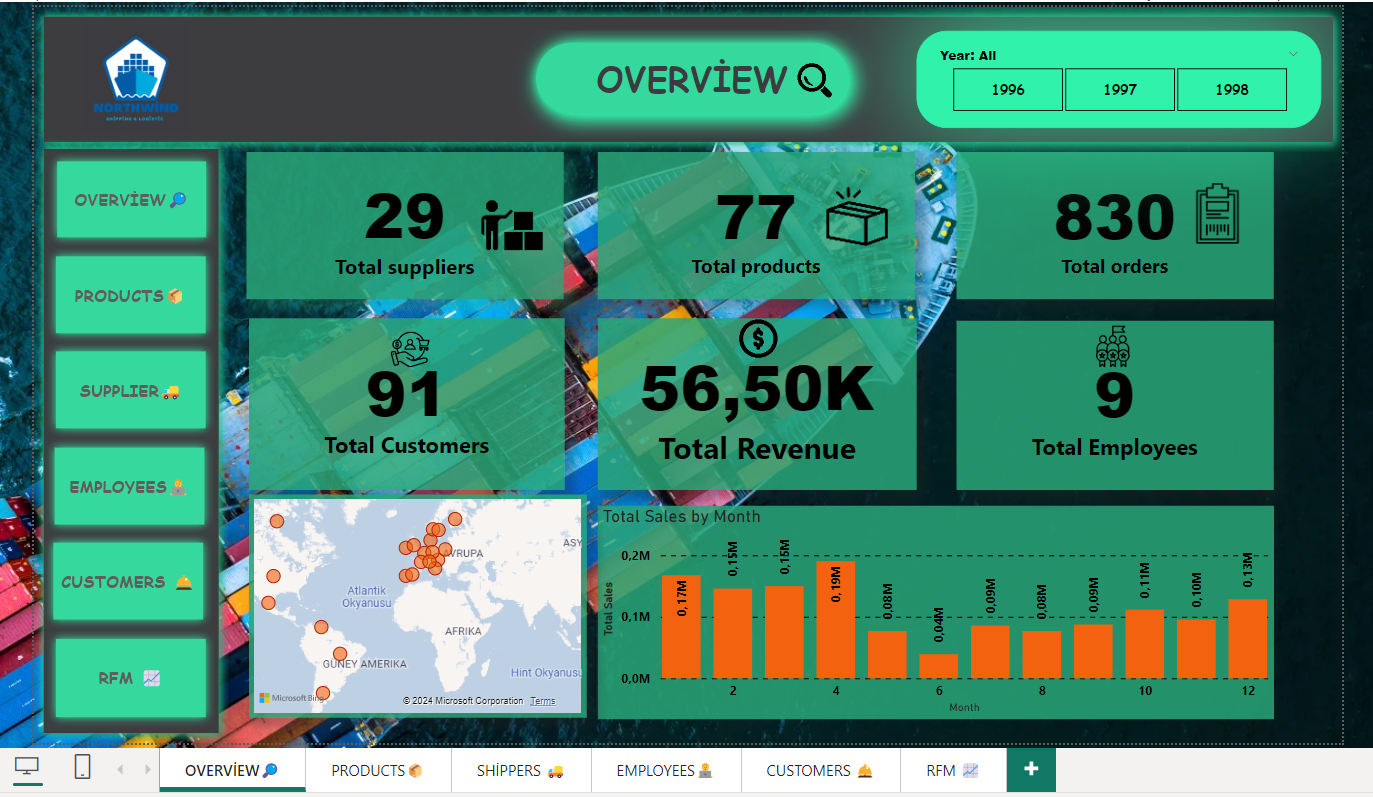 NORTHWIND
OVERVİEW
Year: All
1996 1997 1998
OVERVİEW
PRODUCTS
SUPPLIER
EMPLOYEES
CUSTOMERS
RFM
29
Total suppliers
77
Total products
830
Total orders
91
Total Customers
56,50K
Total Revenue
9
Total Employees
ASY
AVRUPA
Atlantik
Okyanusu
AFRIKA
GÜNEY AMERIKA
Hint Okyanusu
Microsoft Bing
© 2024 Microsoft Corporation Terms
Total Sales by Month
Total Sales
0,2M
0,1M
0,0M
0,17M 0,15M 0,15M 0,19M 0,08M 0,04M 0,09M 0,08M 0,09M 0,11M 0,10M 0,13M
2 4 6 8 10 12
Month
OVERVİEW PRODUCTS SHİPPERS EMPLOYEES CUSTOMERS RFM +